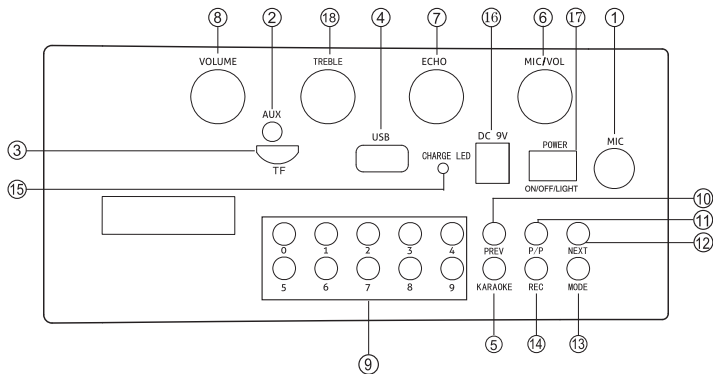 ⑧ ② ⑱ ④ ⑦ ⑯ ⑥ ⑰ ①
VOLUME TREBLE ECHO MIC/VOL
AUX
USB DC 9V POWER MIC
③ TF CHARGE LED
⑮ ON/OFF/LIGHT
⑩
⑪
0 1 2 3 4 PREV P/P NEXT ⑫
5 6 7 8 9 KARAOKE REC MODE
⑨ ⑤ ⑭ ⑬